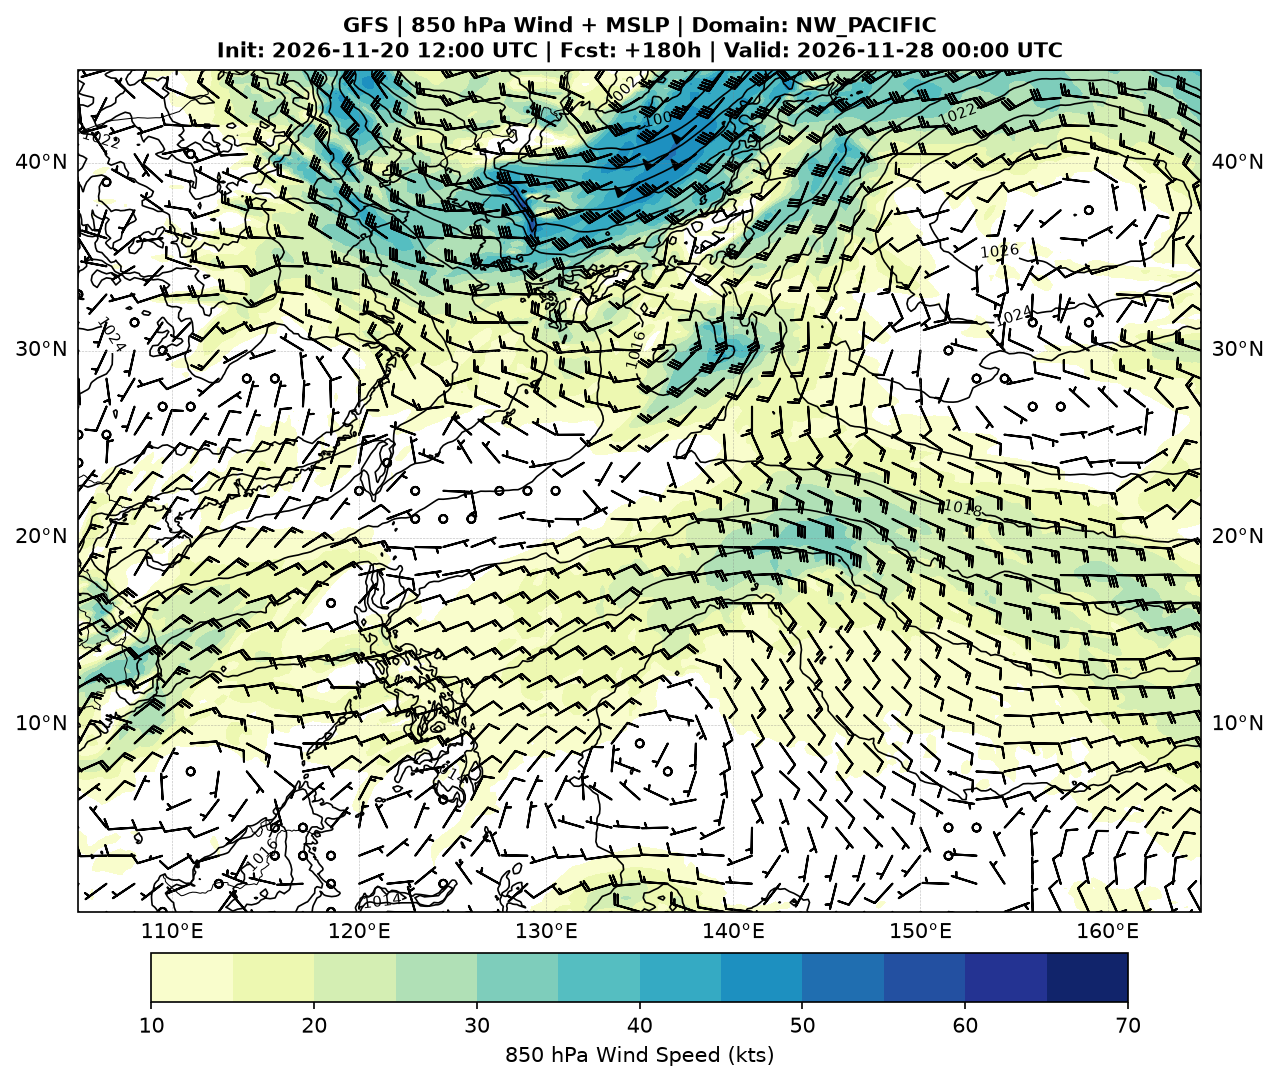 GFS | 850 hPa Wind + MSLP | Domain: NW_PACIFIC
Init: 2026-11-20 12:00 UTC | Fcst: +180h | Valid: 2026-11-28 00:00 UTC
1002
1022
40°N
40°N
1026
1024
1024
1016
30°N
30°N
1018
20°N
20°N
10°N
10°N
1016
1014
110°E 120°E 130°E 140°E 150°E 160°E
10 20 30 40 50 60 70
850 hPa Wind Speed (kts)